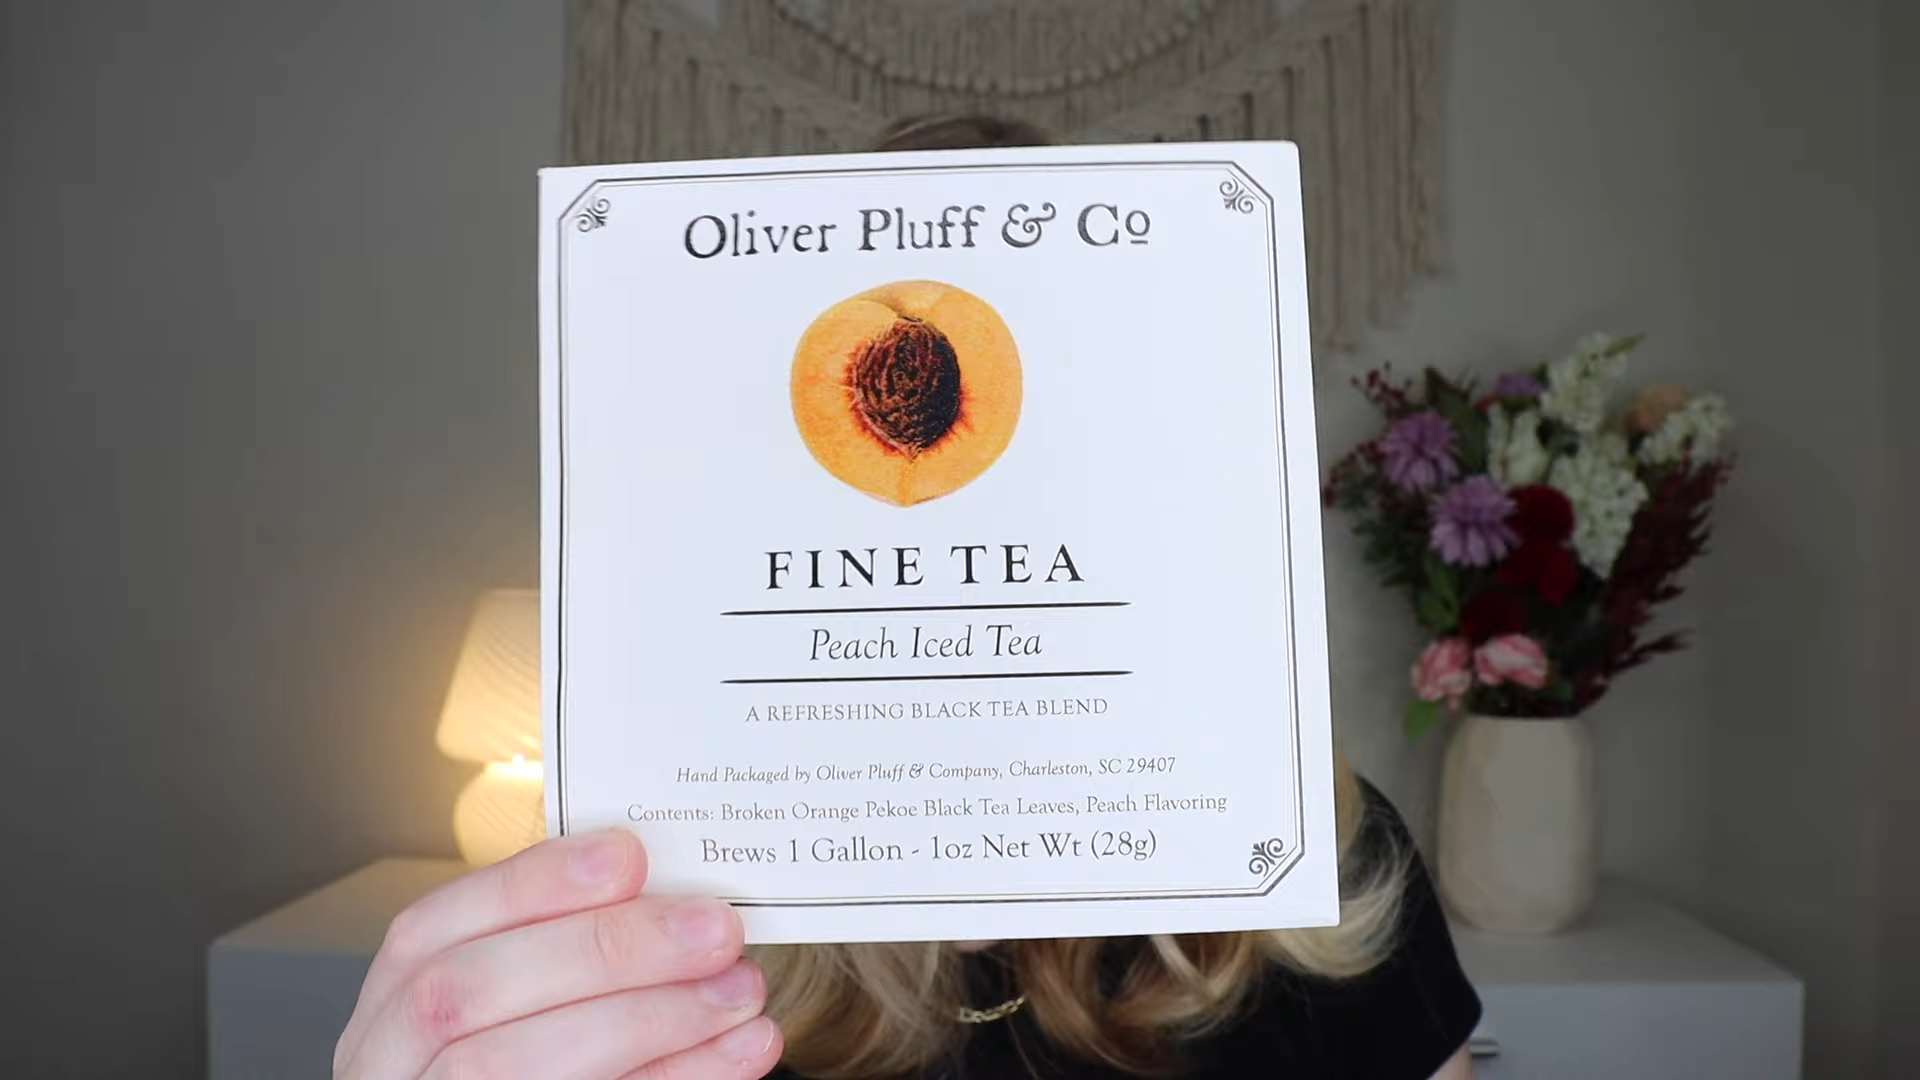 Oliver Pluff & Co
FINE TEA
Peach Iced Tea
A REFRESHING BLACK TEA BLEND
Hand Packaged by Oliver Pluff & Company, Charleston, SC 29407
Contents: Broken Orange Pekoe Black Tea Leaves, Peach Flavoring
Brews 1 Gallon - 1oz Net Wt (28g)